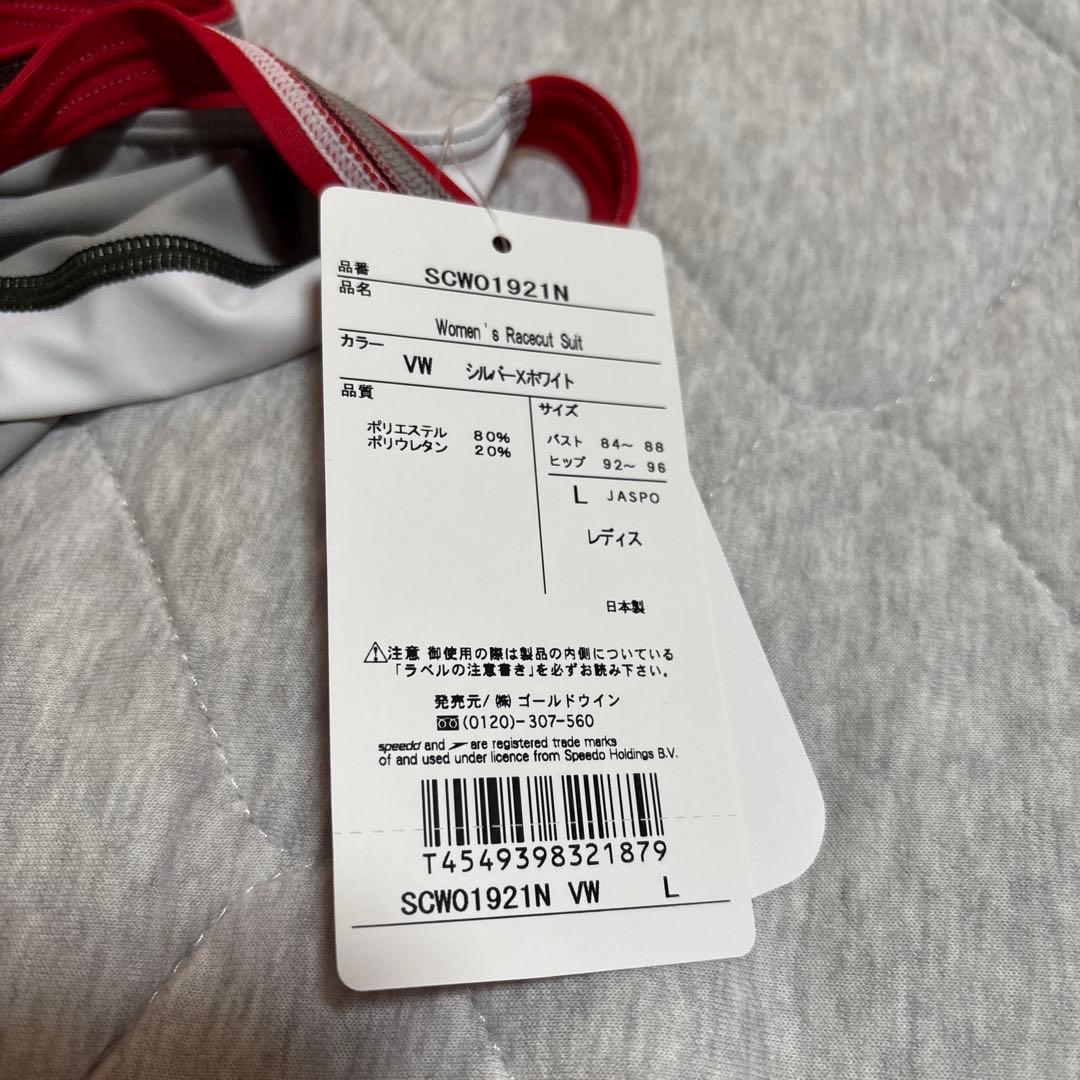 品番 SCW01921N
品名
Women's Racecut Suit
カラー VW シルバーXホワイト
品質
ポリエステル 80%
ポリウレタン 20%
サイズ
バスト 84〜 88
ヒップ 92〜 96
L JASPO
レディス
日本製
⚠注意 御使用の際は製品の内側についている
「ラベルの注意書き」を必ずお読み下さい。
発売元/㈱ ゴールドウイン
(0120)-307-560
speedo and are registered trade marks
of and used under licence from Speedo Holdings B.V.
T4549398321879
SCW01921N VW L